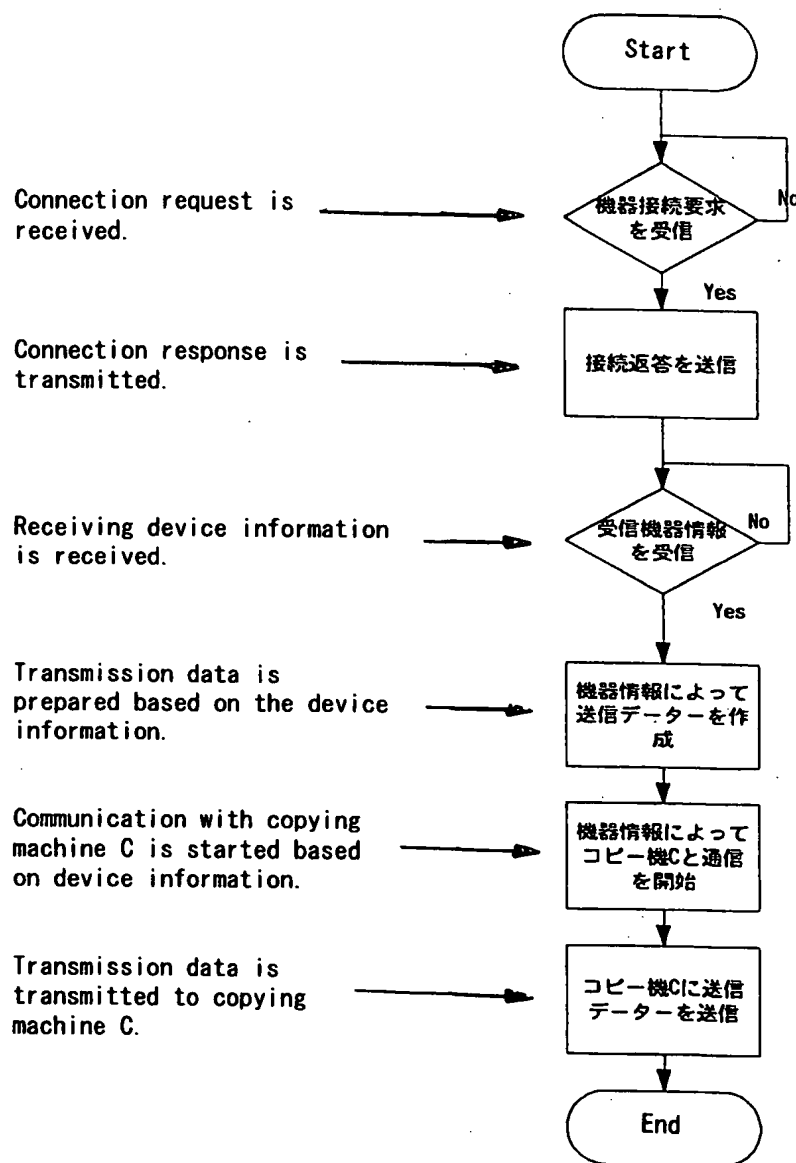 Start
Connection request is
received.
機器接続要求
を受信
No
Yes
Connection response is
transmitted.
接続返答を送信
Receiving device information
is received.
受信機器情報
を受信
No
Yes
Transmission data is
prepared based on the device
information.
機器情報によって
送信データーを作
成
Communication with copying
machine C is started based
on device information.
機器情報によって
コピー機Cと通信
を開始
Transmission data is
transmitted to copying
machine C.
コピー機Cに送信
データーを送信
End